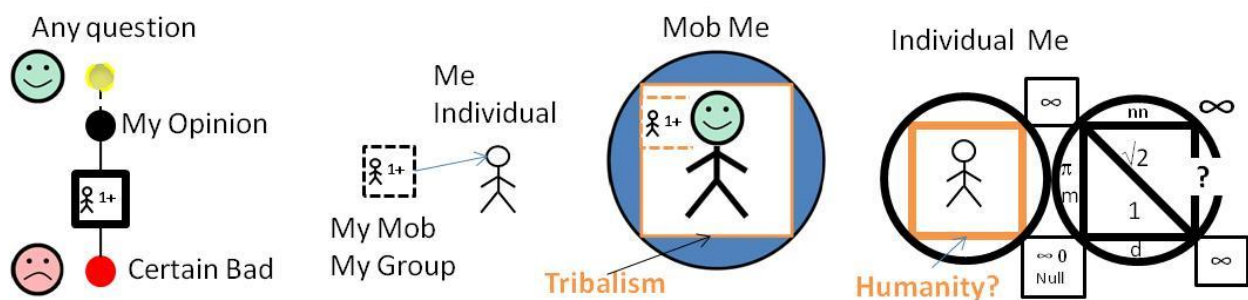 Any question
My Opinion
1+
Certain Bad
Me
Individual
1+
My Mob
My Group
Mob Me
1+
Tribalism
Individual Me
∞
nn
∞
√2
π
m
?
1
d
∞ 0
Null
∞
Humanity?